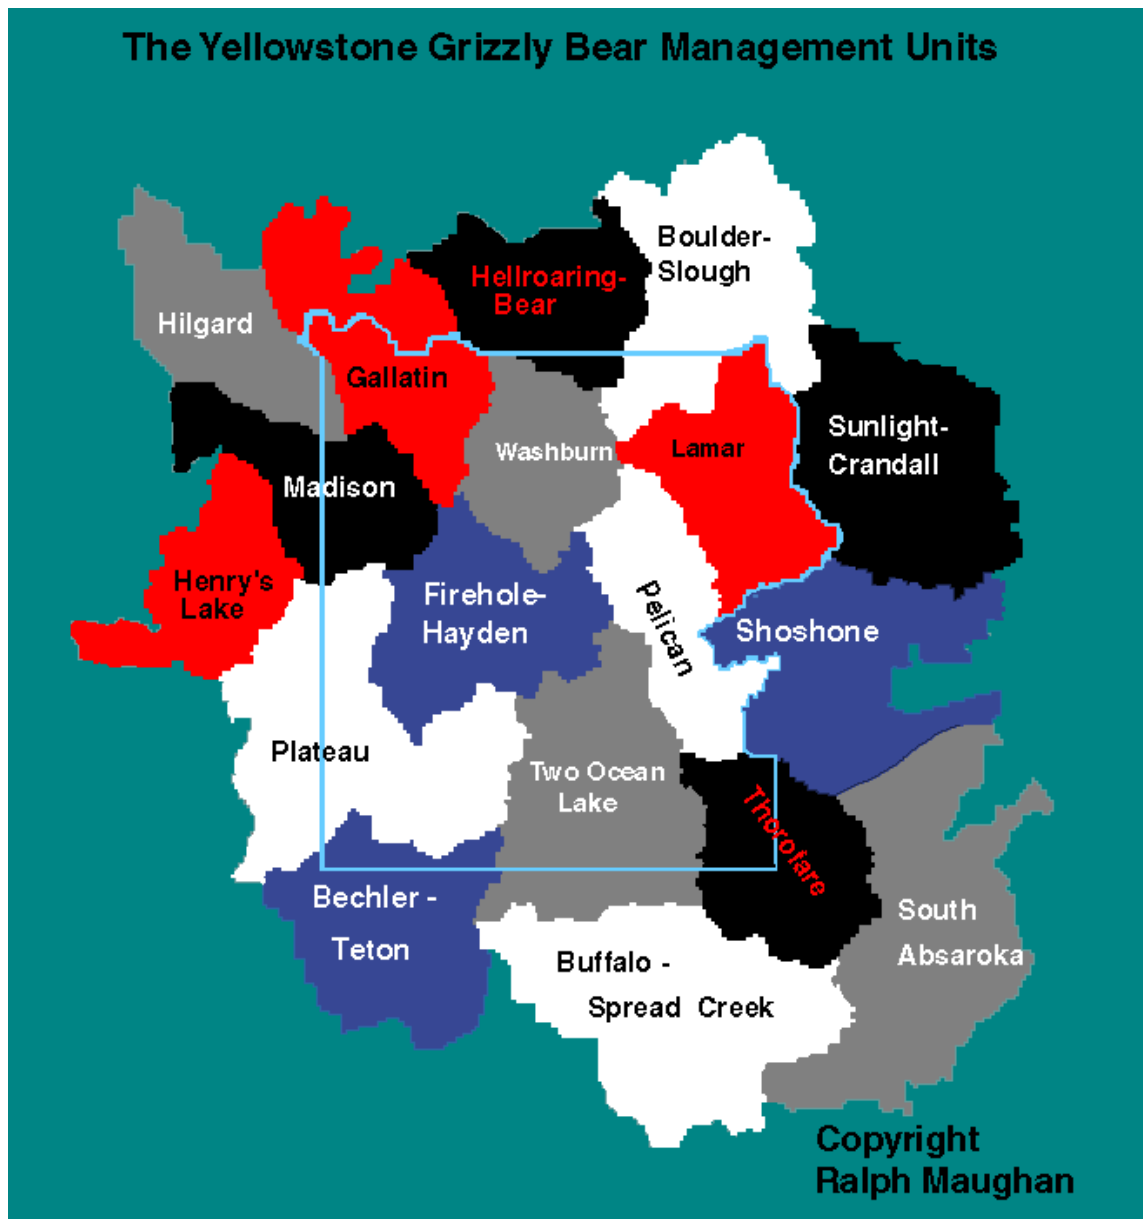 The Yellowstone Grizzly Bear Management Units
Boulder-
Slough
Hellroaring-
Bear
Hilgard
Gallatin
Sunlight-
Crandall
Washburn
Lamar
Madison
Henry's
Lake
Firehole-
Hayden
Pelican
Shoshone
Plateau
Two Ocean
Lake
Thorofare
Bechler -
Teton
South
Absaroka
Buffalo -
Spread Creek
Copyright
Ralph Maughan